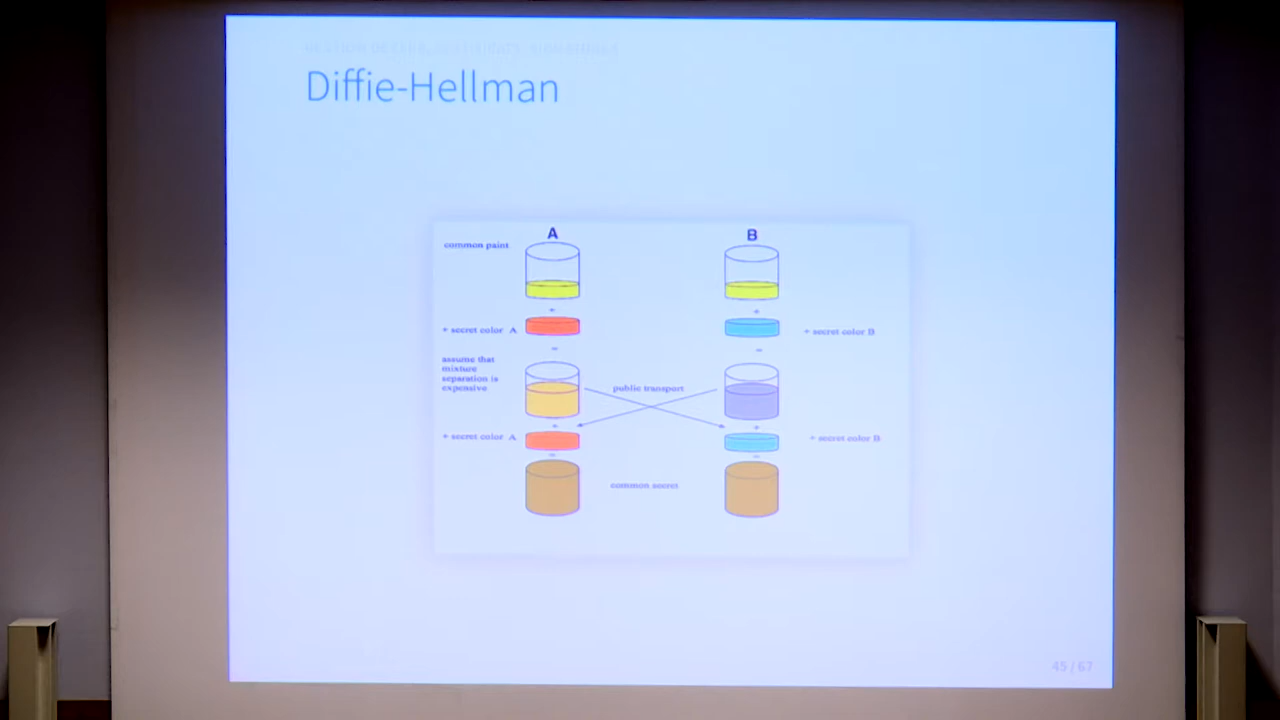 Diffie-Hellman
A
B
common paint
+
+
+ secret color A
+ secret color B
=
=
assume that
mixture
separation is
expensive
public transport
+
+
+ secret color A
+ secret color B
=
=
common secret
45 / 67